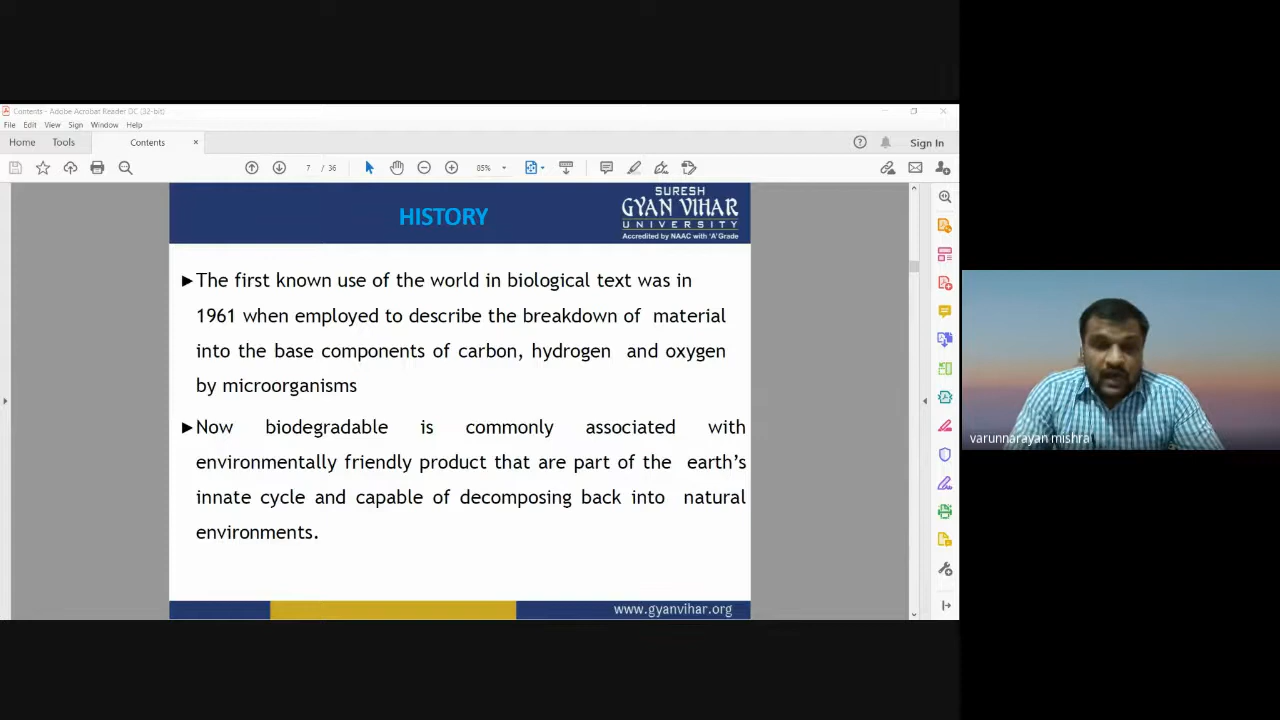 Contents - Adobe Acrobat Reader DC (32-bit)
File Edit View Sign Window Help
Home Tools Contents × Sign In
7 / 36 85%
HISTORY
SURESH
GYAN VIHAR
UNIVERSITY
Accredited by NAAC with 'A' Grade
►The first known use of the world in biological text was in
1961 when employed to describe the breakdown of material
into the base components of carbon, hydrogen and oxygen
by microorganisms
►Now biodegradable is commonly associated with
environmentally friendly product that are part of the earth's
innate cycle and capable of decomposing back into natural
environments.
www.gyanvihar.org
varunnarayan mishra